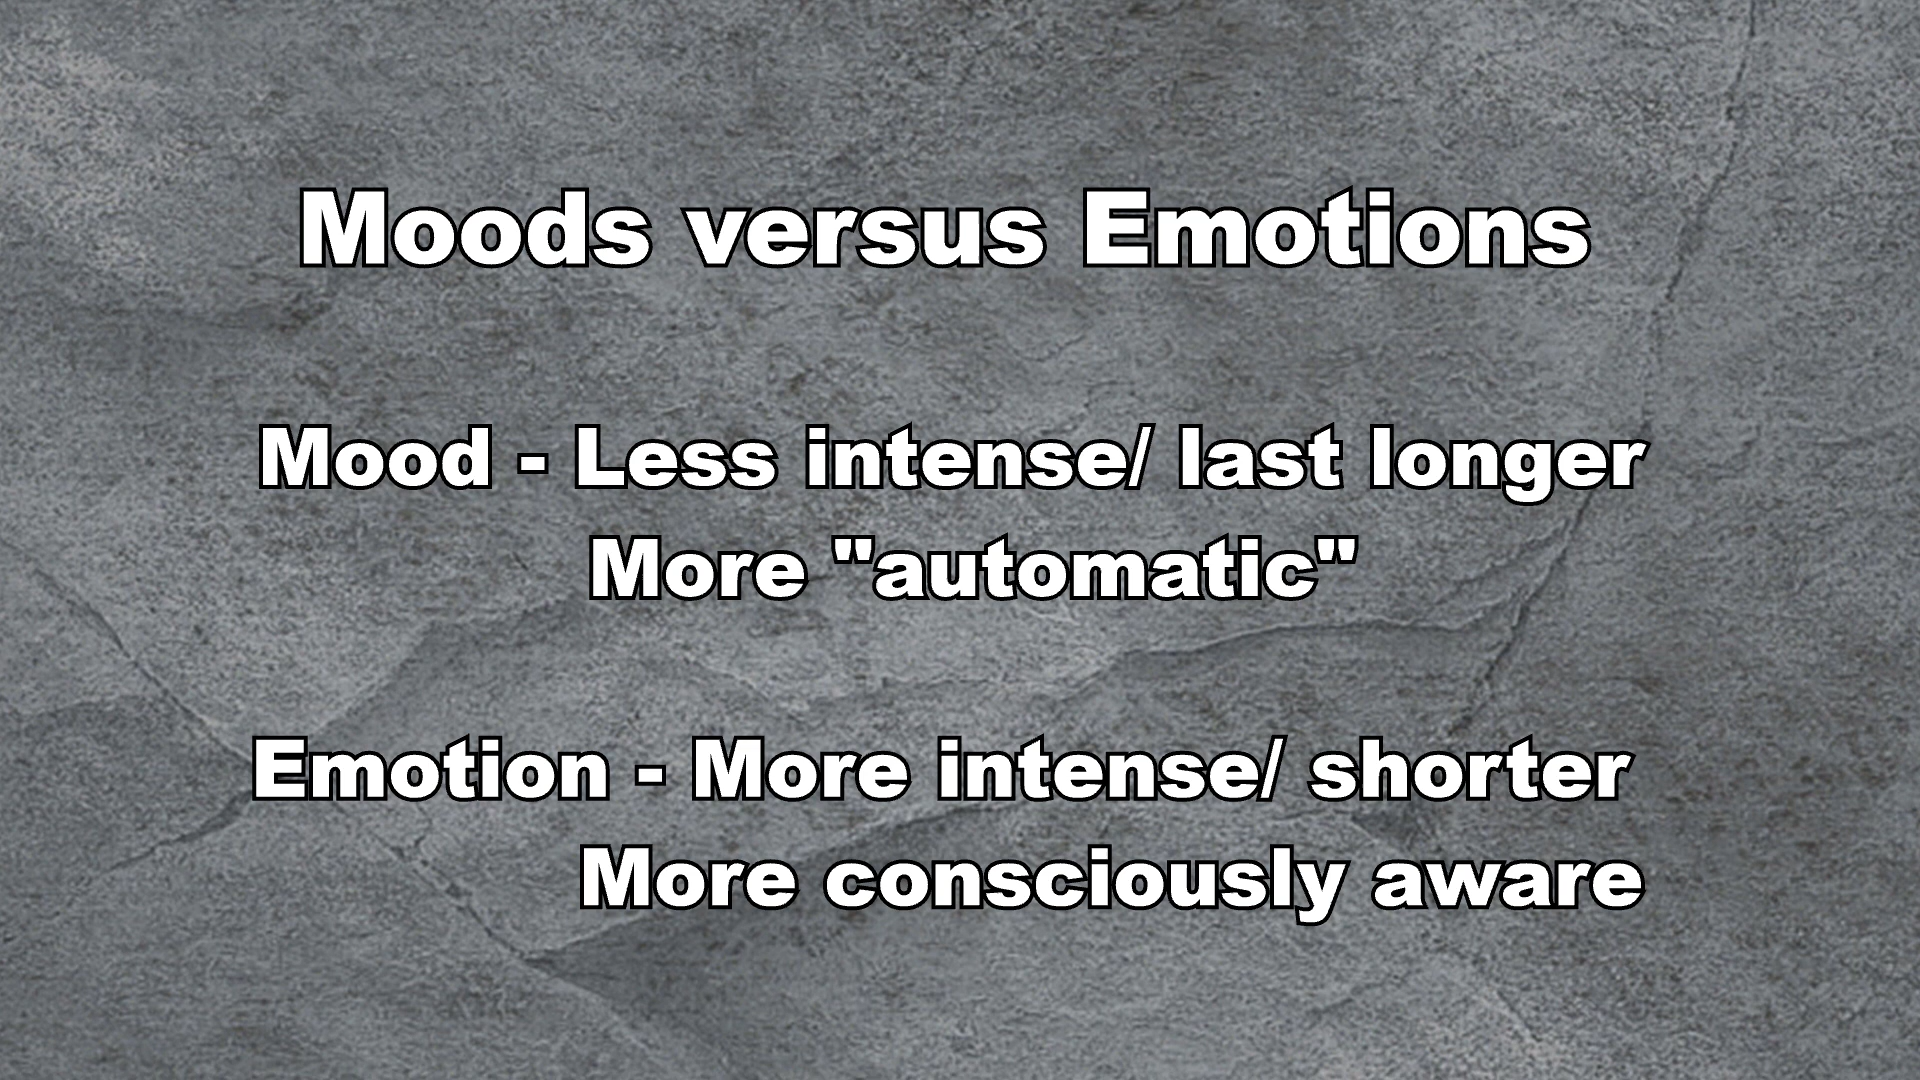 Moods versus Emotions
Mood - Less intense/ last longer
More "automatic"
Emotion - More intense/ shorter
More consciously aware